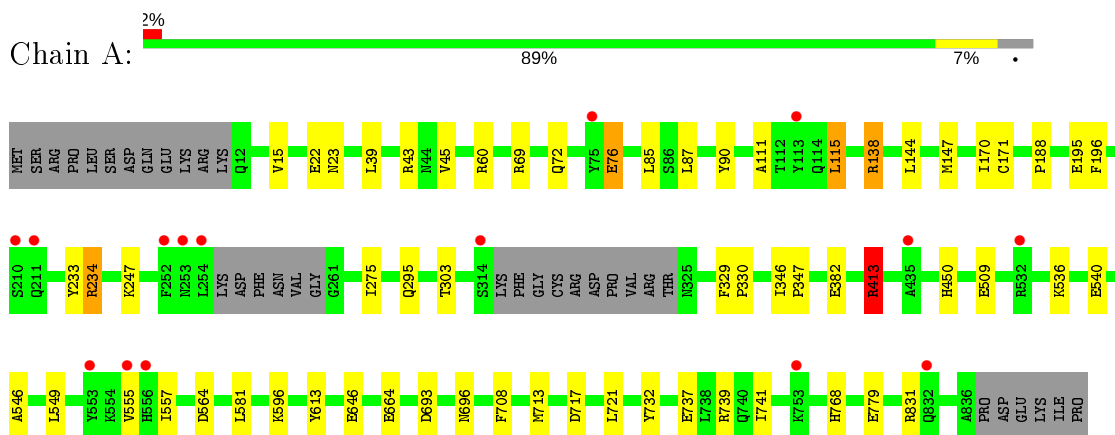 2%
Chain A:
89% 7% •
MET SER ARG PRO LEU SER ASP GLN GLU LYS ARG LYS Q12 V15 E22 N23 L39 R43 N44 V45 R60 R69 Q72 Y75 E76 L85 S86 L87 Y90 A111 T112 Y113 Q114 L115 R138 L144 M147 I170 C171 P188 E195 F196
S210 Q211 Y233 R234 K247 F252 N253 L254 LYS ASP PHE ASN VAL GLY G261 I275 Q295 T303 S314 LYS PHE GLY CYS ARG ASP PRO VAL ARG THR N325 F329 P330 I346 P347 E382 R413 A435 H450 E509 R532 K536 E540
A546 L549 Y553 K554 V555 H556 I557 D564 L581 K596 Y613 E646 E664 D693 N696 F708 M713 D717 L721 Y732 E737 L738 R739 Q740 I741 K753 H768 E779 R831 Q832 A836 PRO ASP GLU LYS ILE PRO